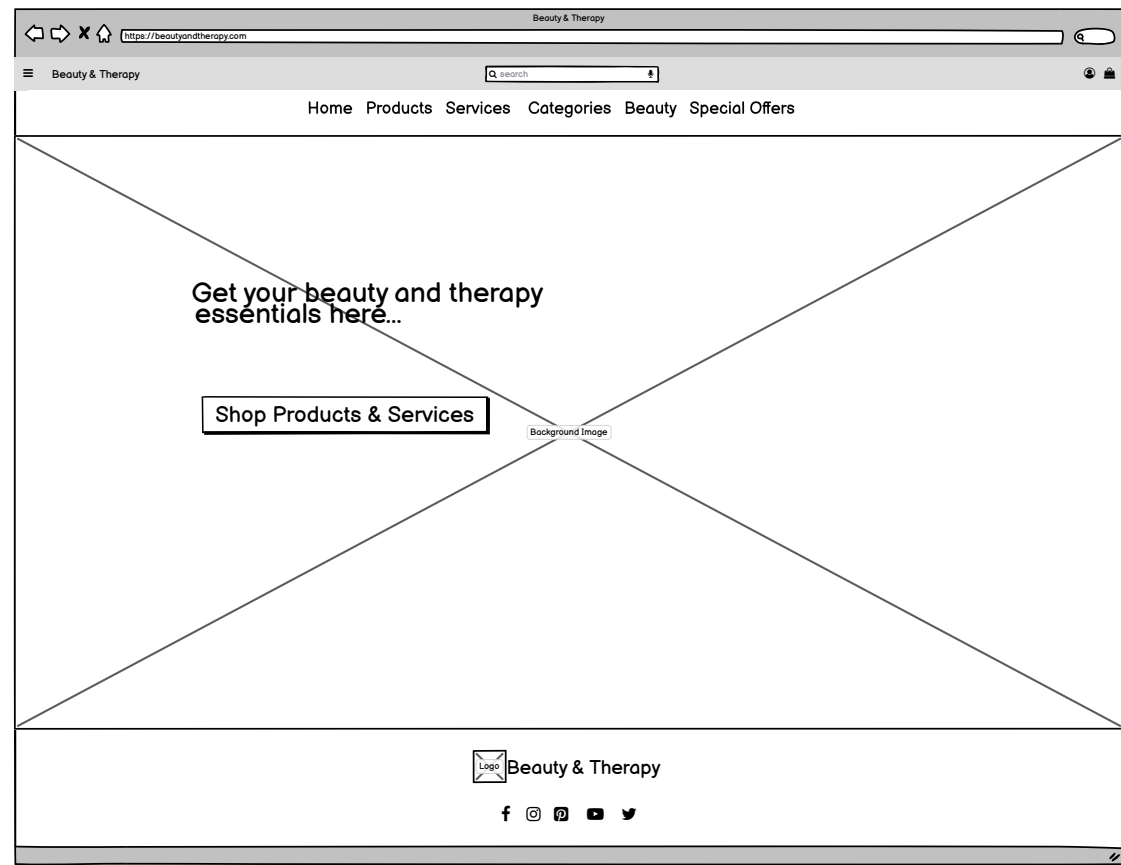 Beauty & Therapy
https://beautyandtherapy.com
Beauty & Therapy
search
Home Products Services Categories Beauty Special Offers
Get your beauty and therapy
essentials here...
Shop Products & Services
Background Image
Logo
Beauty & Therapy